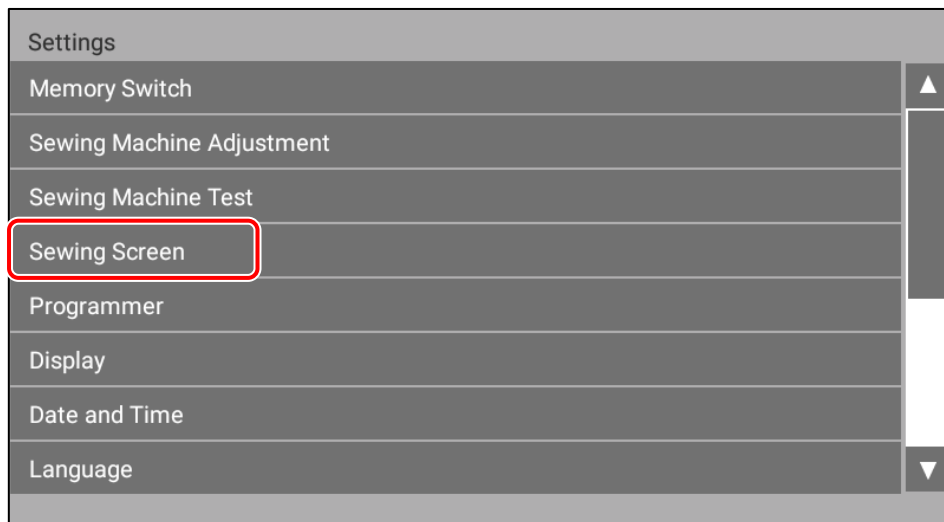 Settings
Memory Switch
Sewing Machine Adjustment
Sewing Machine Test
Sewing Screen
Programmer
Display
Date and Time
Language